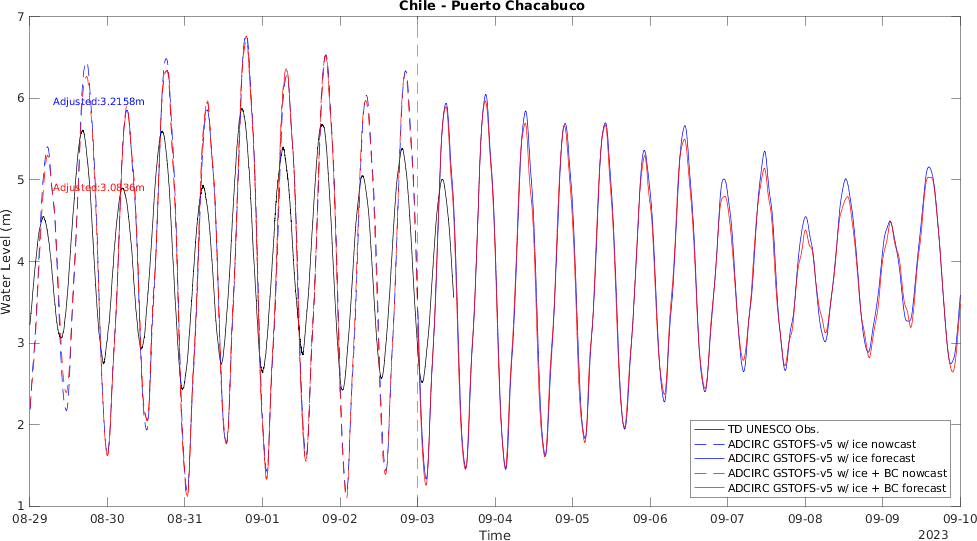 Chile - Puerto Chacabuco
7
6
5
4
3
2
1
Water Level (m)
Adjusted:3.2158m
Adjusted:3.0836m
TD UNESCO Obs.
ADCIRC GSTOFS-v5 w/ ice nowcast
ADCIRC GSTOFS-v5 w/ ice forecast
ADCIRC GSTOFS-v5 w/ ice + BC nowcast
ADCIRC GSTOFS-v5 w/ ice + BC forecast
08-29 08-30 08-31 09-01 09-02 09-03 09-04 09-05 09-06 09-07 09-08 09-09 09-10
Time
2023